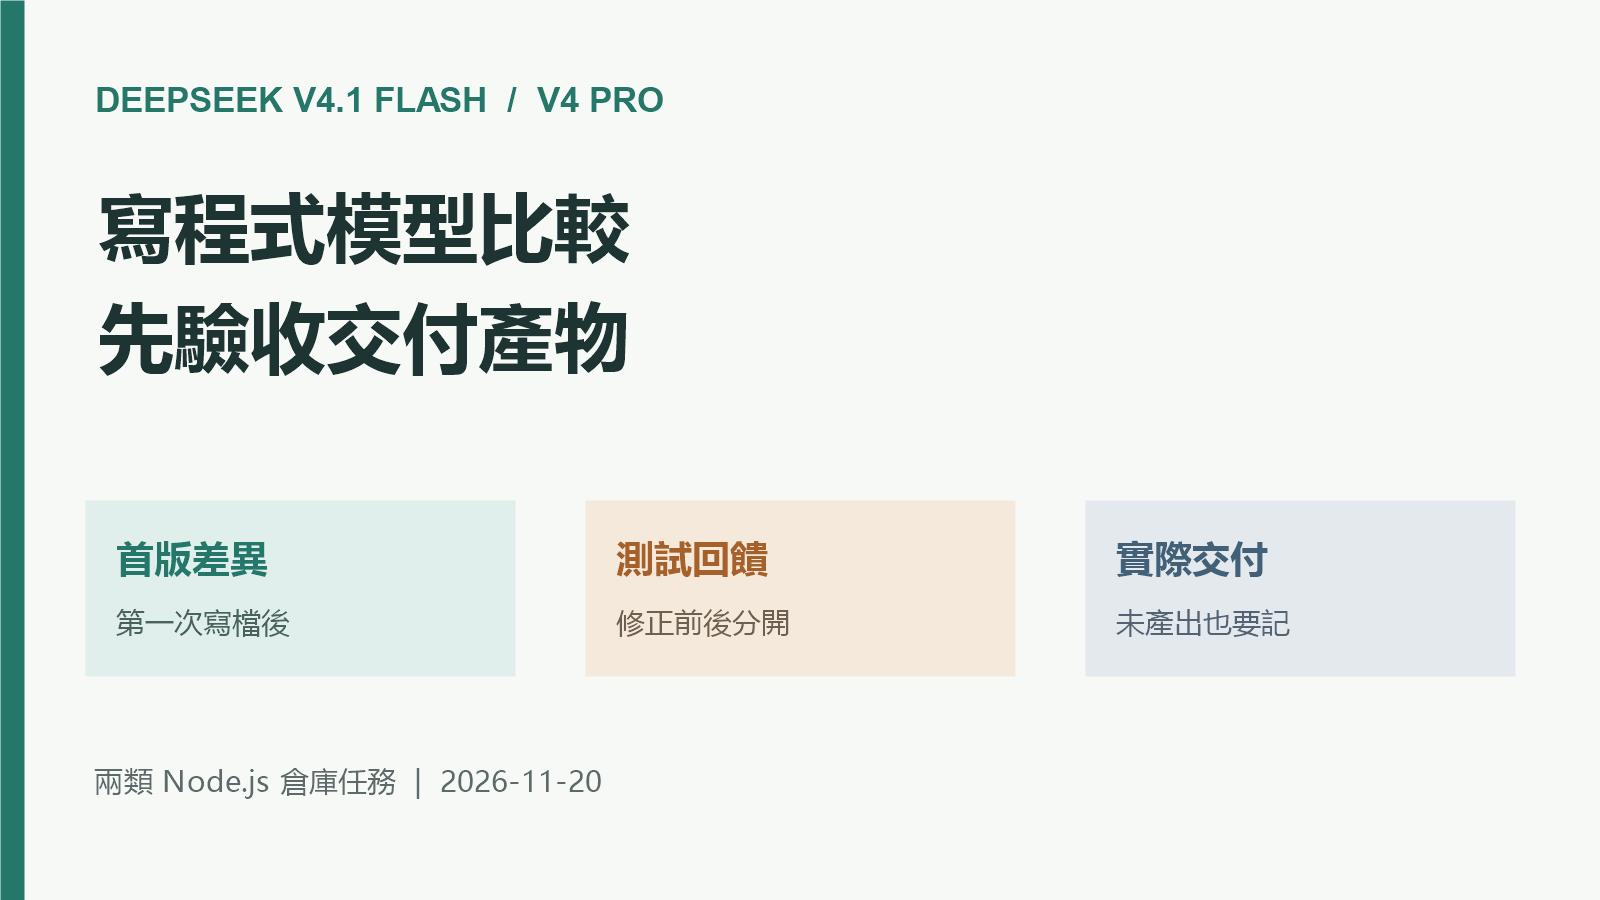 DEEPSEEK V4.1 FLASH / V4 PRO
寫程式模型比較
先驗收交付產物
首版差異
第一次寫檔後
測試回饋
修正前後分開
實際交付
未產出也要記
兩類 Node.js 倉庫任務 | 2026-11-20